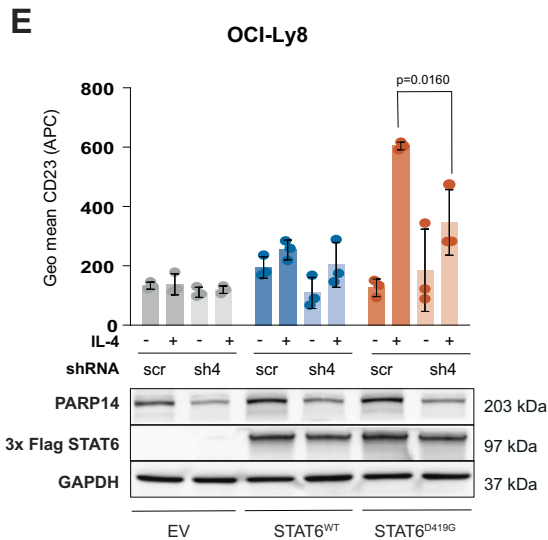 E
OCI-Ly8
p=0.0160
Geo mean CD23 (APC)
800
600
400
200
0
IL-4 - + - + - + - + - + - +
shRNA scr sh4 scr sh4 scr sh4
PARP14 203 kDa
3x Flag STAT6 97 kDa
GAPDH 37 kDa
EV STAT6ᵂᵀ STAT6ᴰ⁴¹⁹ᴳ